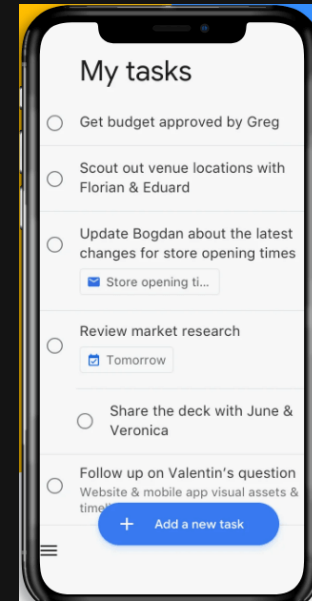 My tasks
Get budget approved by Greg
Scout out venue locations with
Florian & Eduard
Update Bogdan about the latest
changes for store opening times
Store opening ti...
Review market research
Tomorrow
Share the deck with June &
Veronica
Follow up on Valentin's question
Website & mobile app visual assets &
+ Add a new task